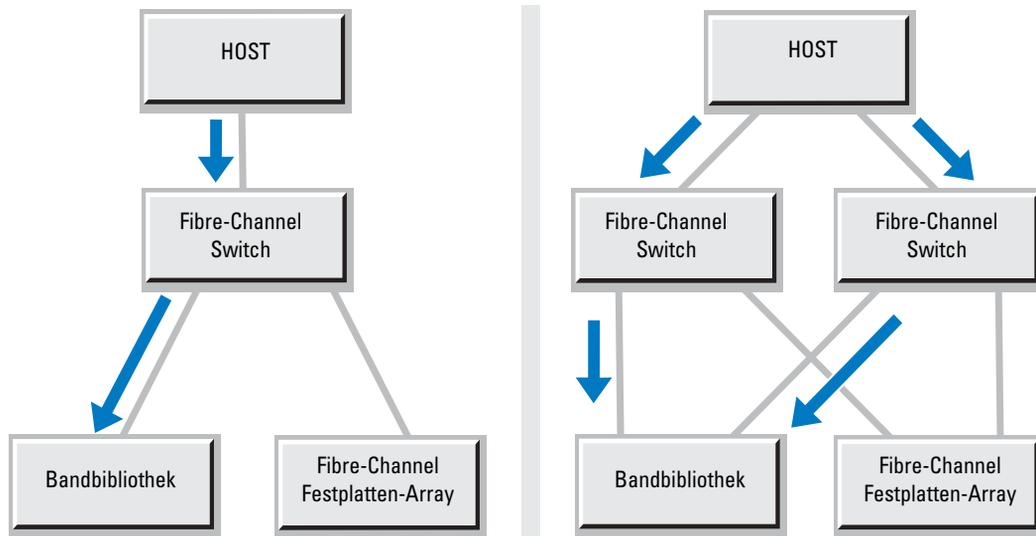 HOST
Fibre-Channel
Switch
Bandbibliothek
Fibre-Channel
Festplatten-Array
HOST
Fibre-Channel
Switch
Fibre-Channel
Switch
Bandbibliothek
Fibre-Channel
Festplatten-Array